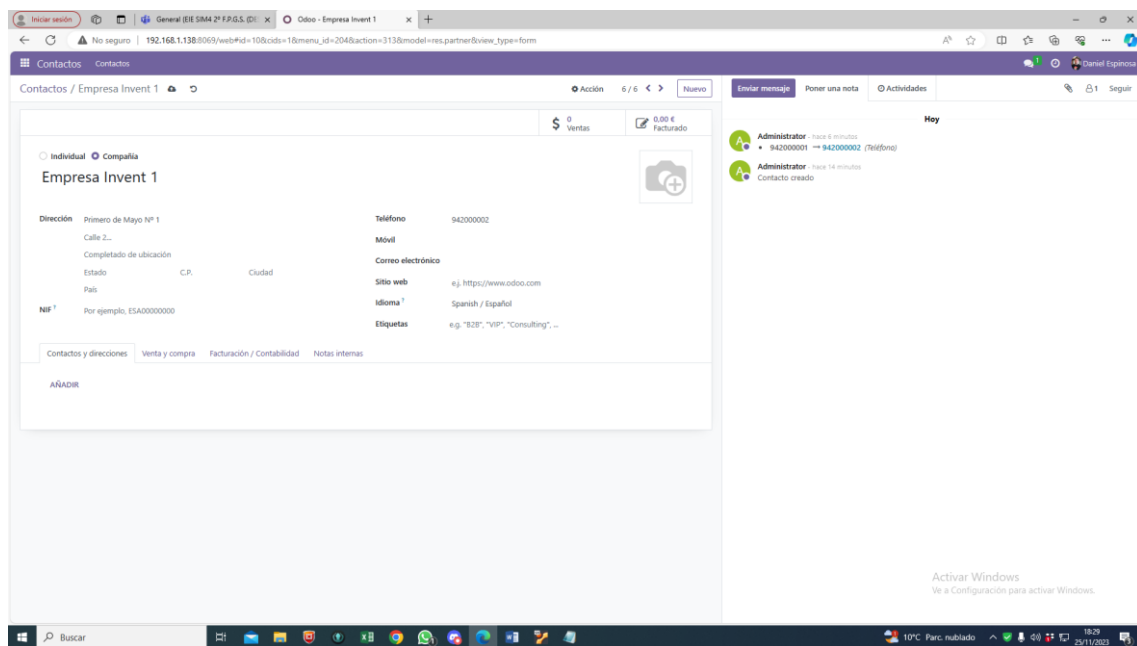 Iniciar sesión
General (EIE SIM4 2º F.P.G.S. (DE
Odoo - Empresa Invent 1
No seguro | 192.168.1.138:8069/web#id=10&cids=1&menu_id=204&action=313&model=res.partner&view_type=form
Contactos Contactos
1
Daniel Espinosa
Contactos / Empresa Invent 1
Acción 6 / 6 Nuevo
Enviar mensaje Poner una nota Actividades 1 Seguir
0
Ventas
0,00 €
Facturado
Individual Compañía
Empresa Invent 1
Dirección Primero de Mayo Nº 1
Calle 2...
Completado de ubicación
Estado C.P. Ciudad
País
NIF ? Por ejemplo, ESA00000000
Teléfono 942000002
Móvil
Correo electrónico
Sitio web e.j. https://www.odoo.com
Idioma ? Spanish / Español
Etiquetas e.g. "B2B", "VIP", "Consulting", ...
Contactos y direcciones Venta y compra Facturación / Contabilidad Notas internas
AÑADIR
Hoy
A
Administrator - hace 6 minutos
942000001 → 942000002 (Teléfono)
A
Administrator - hace 14 minutos
Contacto creado
Activar Windows
Ve a Configuración para activar Windows.
Buscar
10°C Parc. nublado
18:29
25/11/2023